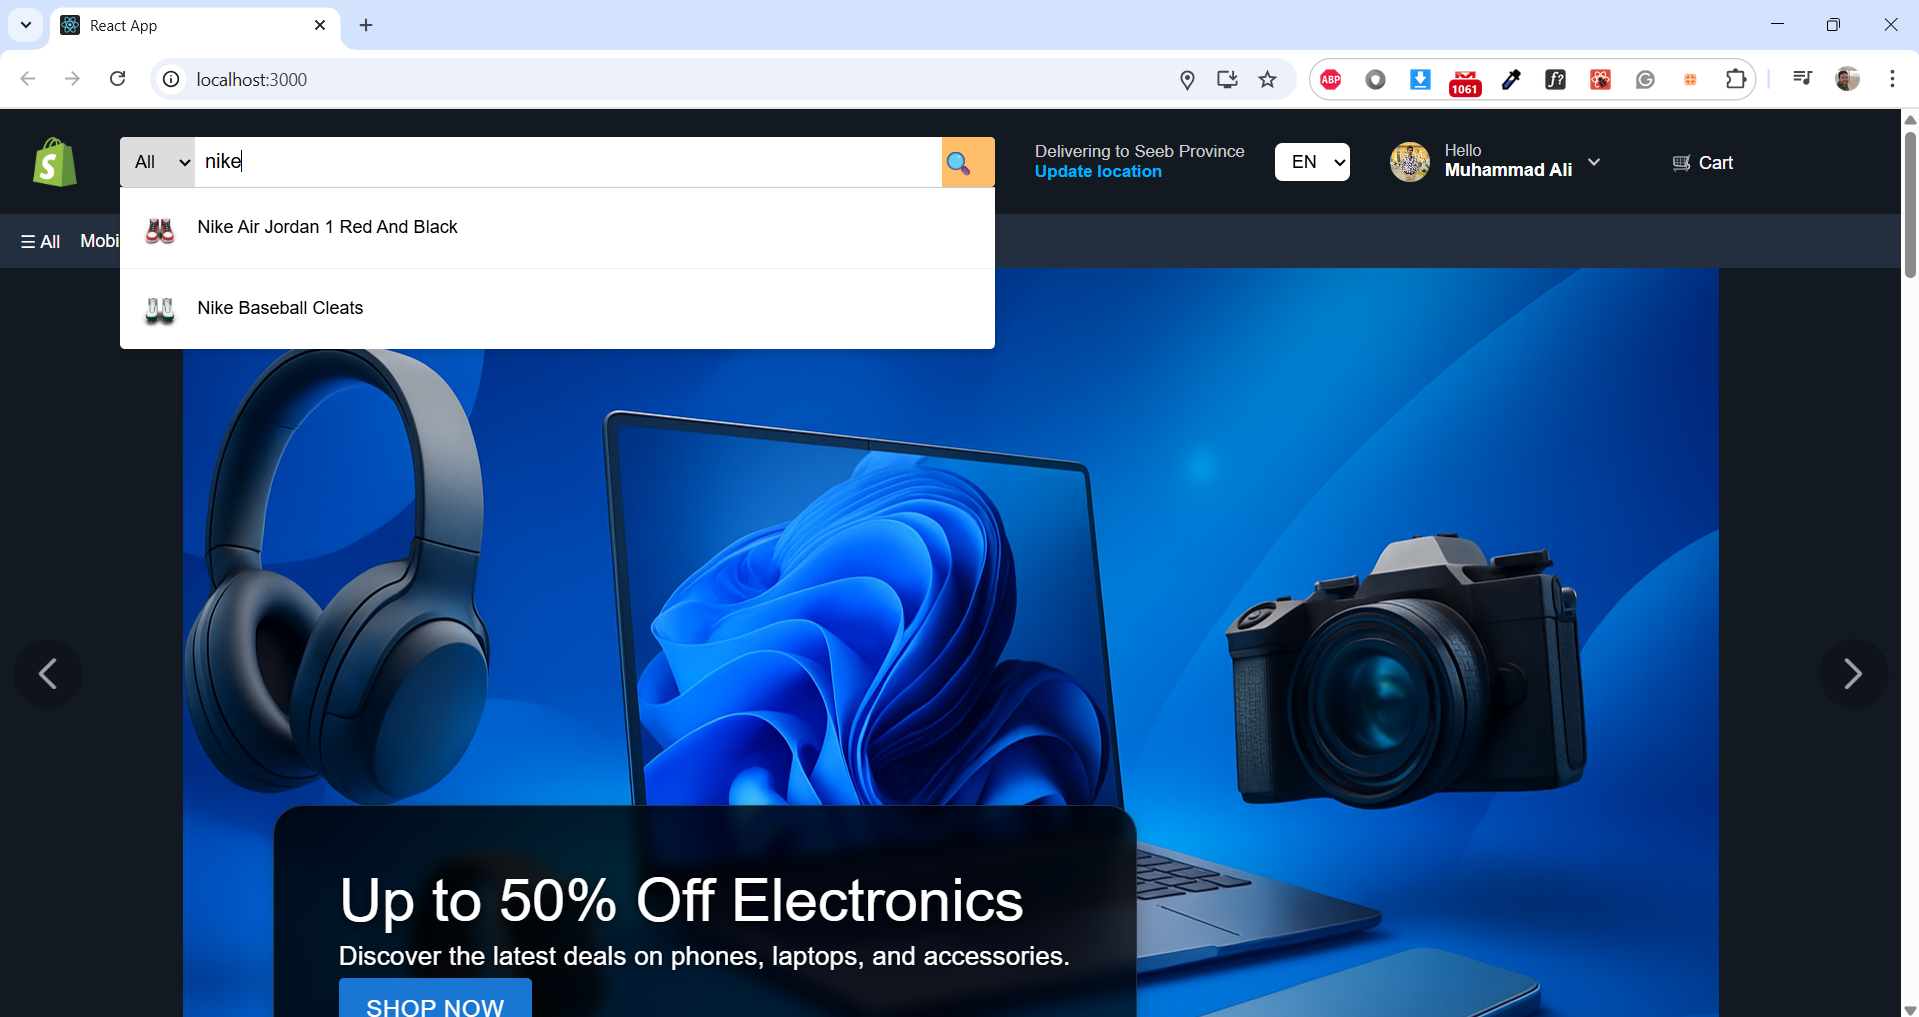 React App
localhost:3000
ABP
1061
f?
S
All
nike
Delivering to Seeb Province
Update location
EN
Hello
Muhammad Ali
Cart
Nike Air Jordan 1 Red And Black
Nike Baseball Cleats
☰ All Mobi
Up to 50% Off Electronics
Discover the latest deals on phones, laptops, and accessories.
SHOP NOW